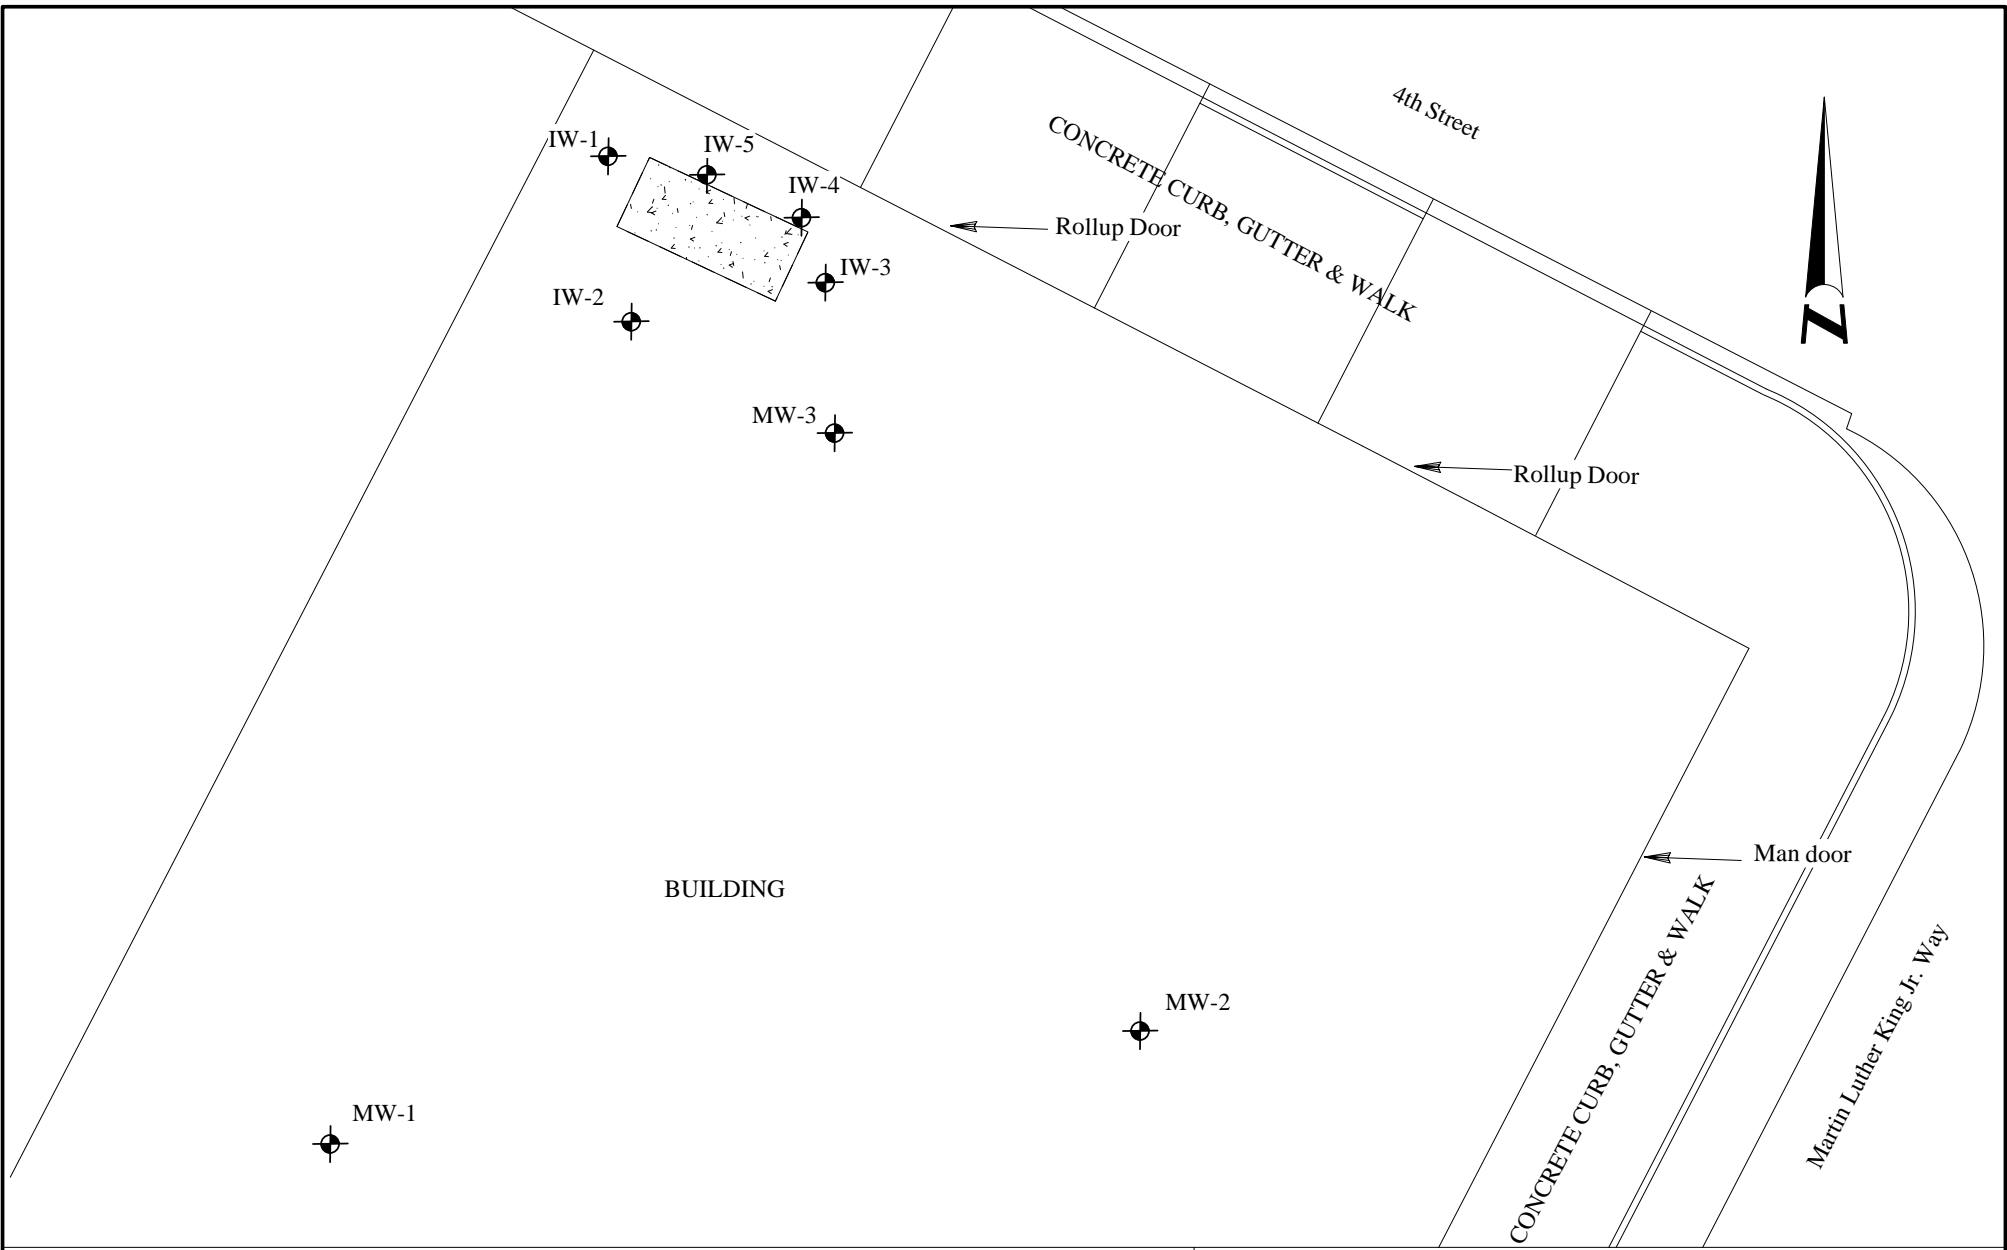 4th Street
CONCRETE CURB, GUTTER & WALK
IW-1
IW-5
IW-4
Rollup Door
IW-3
IW-2
N
MW-3
Rollup Door
Man door
BUILDING
CONCRETE CURB, GUTTER & WALK
Martin Luther King Jr. Way
MW-2
MW-1